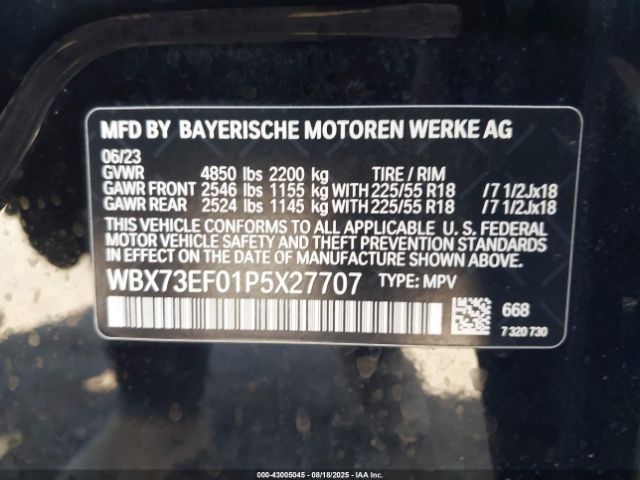 MFD BY BAYERISCHE MOTOREN WERKE AG
06/23
GVWR 4850 lbs 2200 kg TIRE / RIM
GAWR FRONT 2546 lbs 1155 kg WITH 225/55 R18 /7 1/2Jx18
GAWR REAR 2524 lbs 1145 kg WITH 225/55 R18 /7 1/2Jx18
THIS VEHICLE CONFORMS TO ALL APPLICABLE U. S. FEDERAL
MOTOR VEHICLE SAFETY AND THEFT PREVENTION STANDARDS
IN EFFECT ON THE DATE OF MANUFACTURE SHOWN ABOVE.
WBX73EF01P5X27707 TYPE: MPV
668
7 320 730
000-43005045 - 08/18/2025 - IAAI.COM